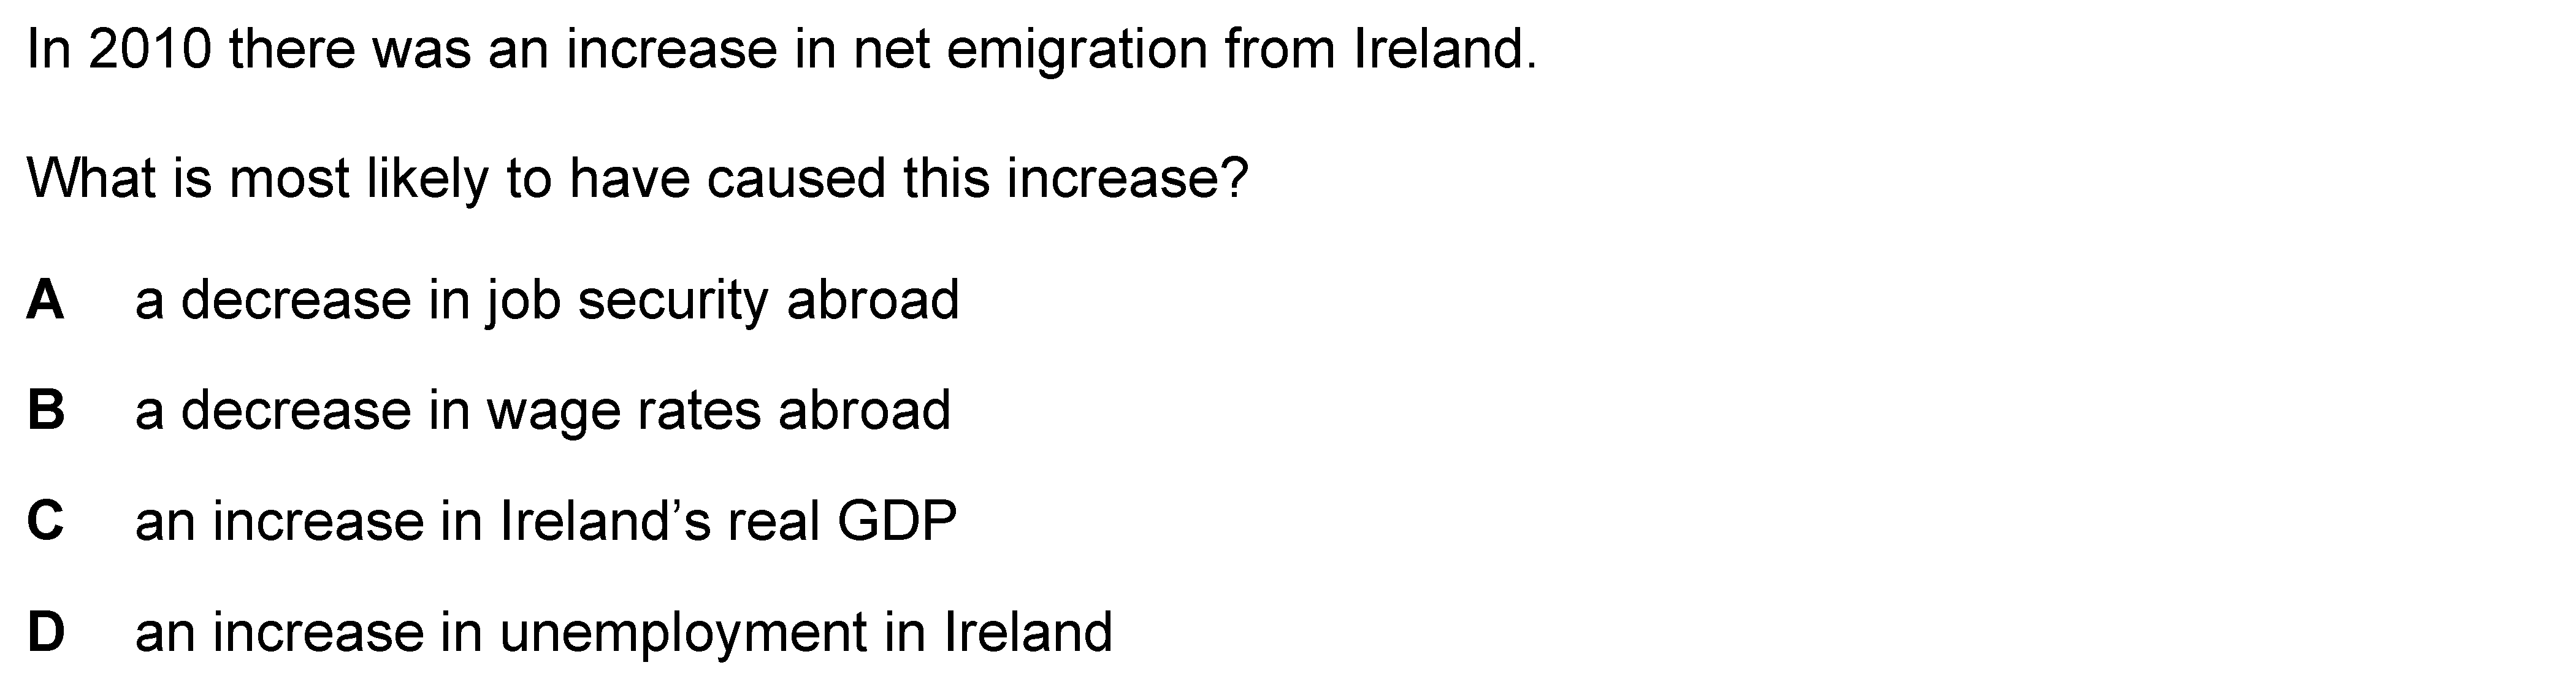 In 2010 there was an increase in net emigration from Ireland.
What is most likely to have caused this increase?
A a decrease in job security abroad
B a decrease in wage rates abroad
C an increase in Ireland’s real GDP
D an increase in unemployment in Ireland